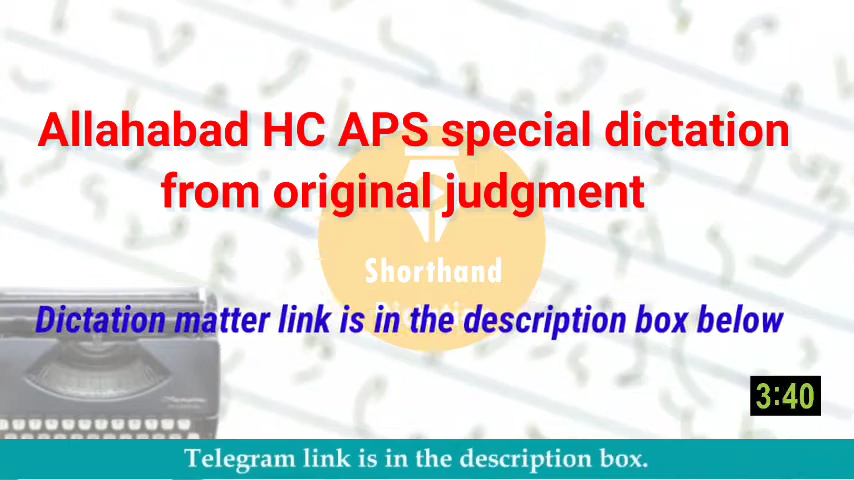 Allahabad HC APS special dictation
from original judgment
Shorthand
Dictation matter link is in the description box below
3:40
Telegram link is in the description box.